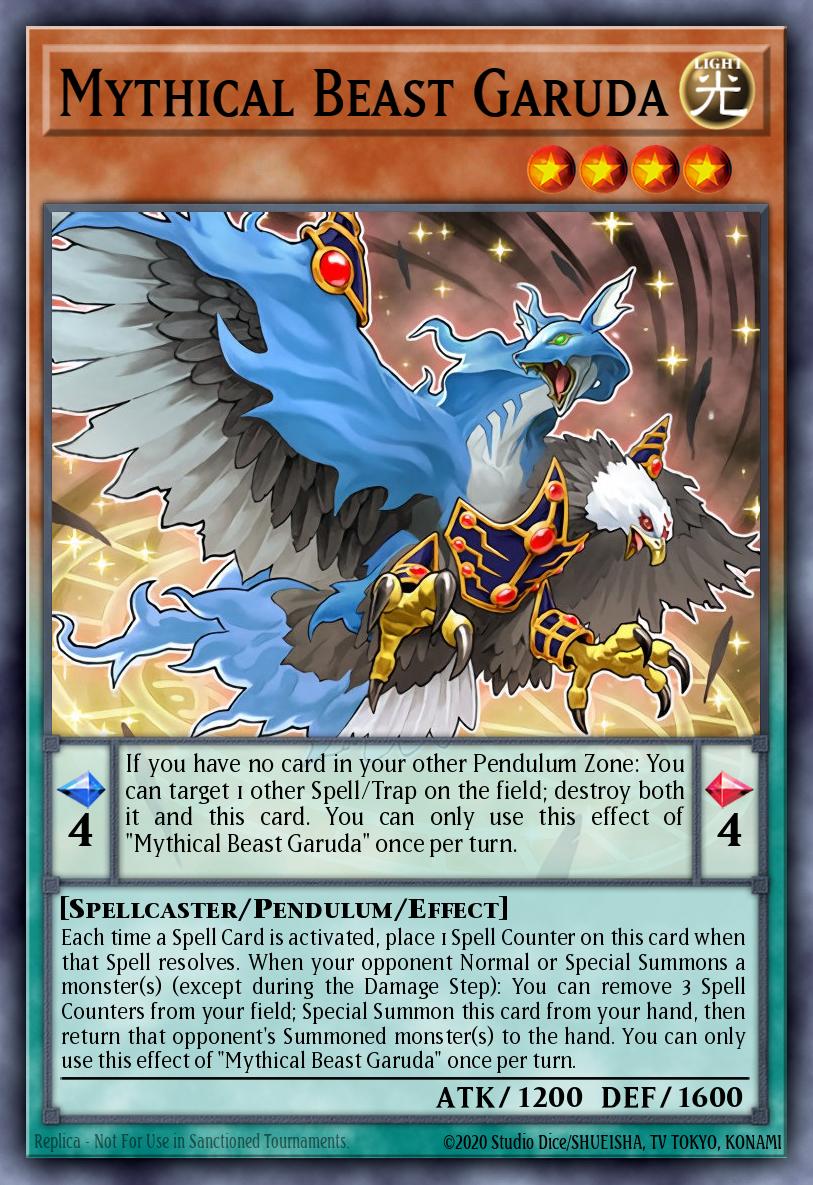 Mythical Beast Garuda
LIGHT
光
If you have no card in your other Pendulum Zone: You
can target 1 other Spell/Trap on the field; destroy both
it and this card. You can only use this effect of
"Mythical Beast Garuda" once per turn.
4
4
[Spellcaster/Pendulum/Effect]
Each time a Spell Card is activated, place 1 Spell Counter on this card when
that Spell resolves. When your opponent Normal or Special Summons a
monster(s) (except during the Damage Step): You can remove 3 Spell
Counters from your field; Special Summon this card from your hand, then
return that opponent's Summoned monster(s) to the hand. You can only
use this effect of "Mythical Beast Garuda" once per turn.
ATK/1200 DEF/1600
Replica - Not For Use in Sanctioned Tournaments.
©2020 Studio Dice/SHUEISHA, TV TOKYO, KONAMI